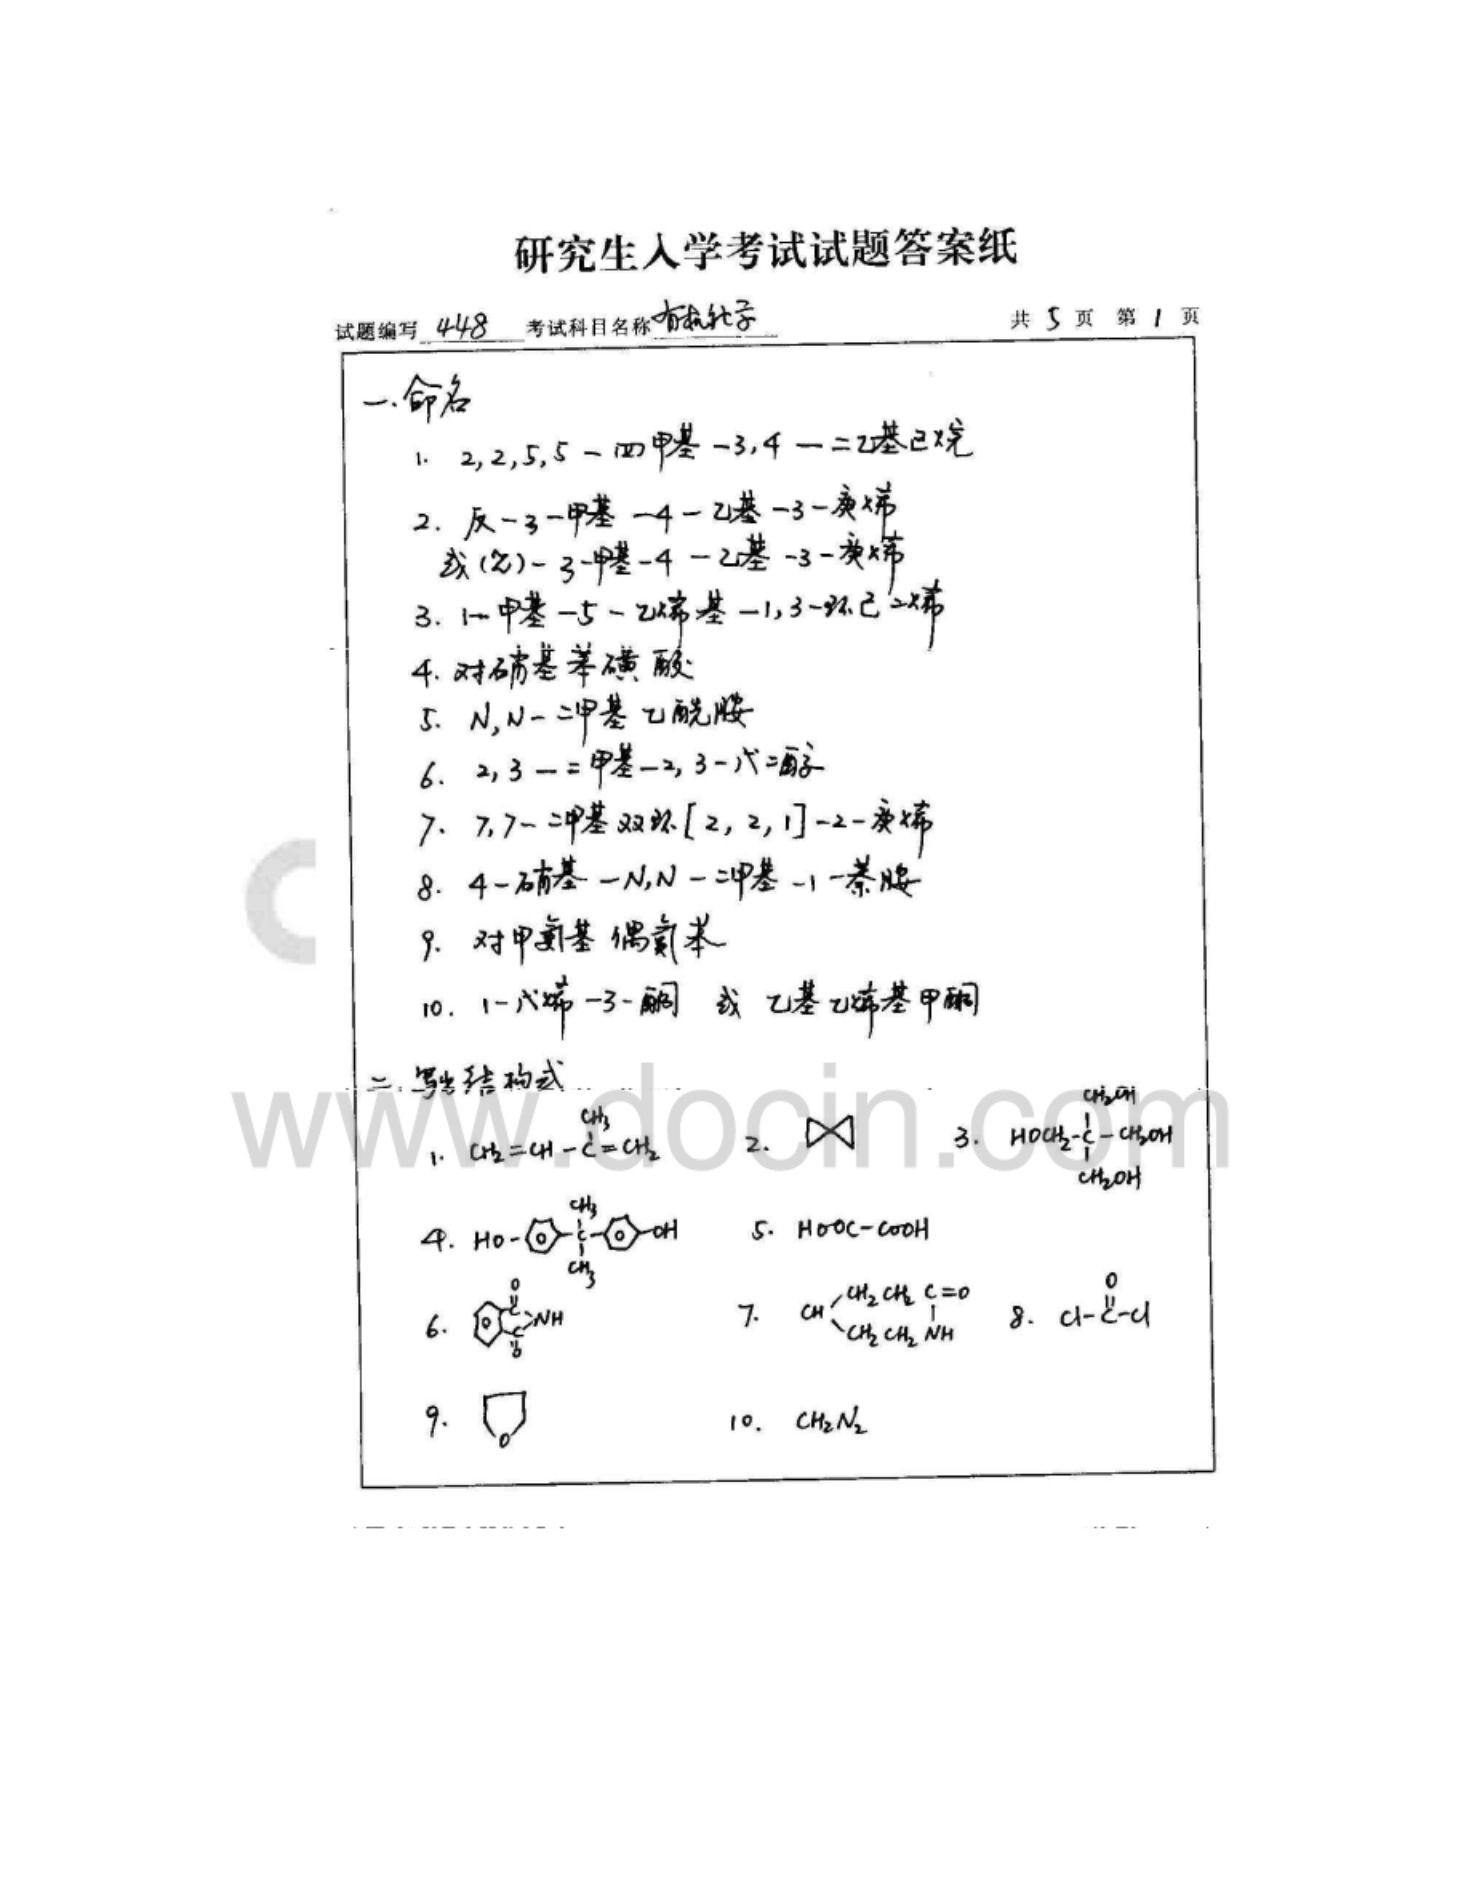 研究生入学考试试题答案纸
试题编写 448 考试科目名称 有机化学 共 5 页 第 1 页
一.命名
1. 2,2,5,5-四甲基-3,4-二乙基己烷
2. 反-3-甲基-4-乙基-3-庚烯
或(Z)-3-甲基-4-乙基-3-庚烯
3. 1-甲基-5-乙烯基-1,3-环己二烯
4. 对硝基苯磺酸
5. N,N-二甲基乙酰胺
6. 2,3-二甲基-2,3-戊二醇
7. 7,7-二甲基双环[2,2,1]-2-庚烯
8. 4-硝基-N,N-二甲基-1-萘胺
9. 对甲氨基偶氮苯
10. 1-戊烯-3-酮 或 乙基乙烯基甲酮
二.写出结构式
1. CH2=CH-C=CH2 CH3 2. 3. HOCH2-C-CH2OH CH2OH CH2OH
4. HO- -C- -OH CH3 CH3 5. HOOC-COOH
6. O C NH C O 7. CH CH2CH2C=O CH2CH2NH 8. Cl-C-Cl O
9. O 10. CH2N2
www.docin.com